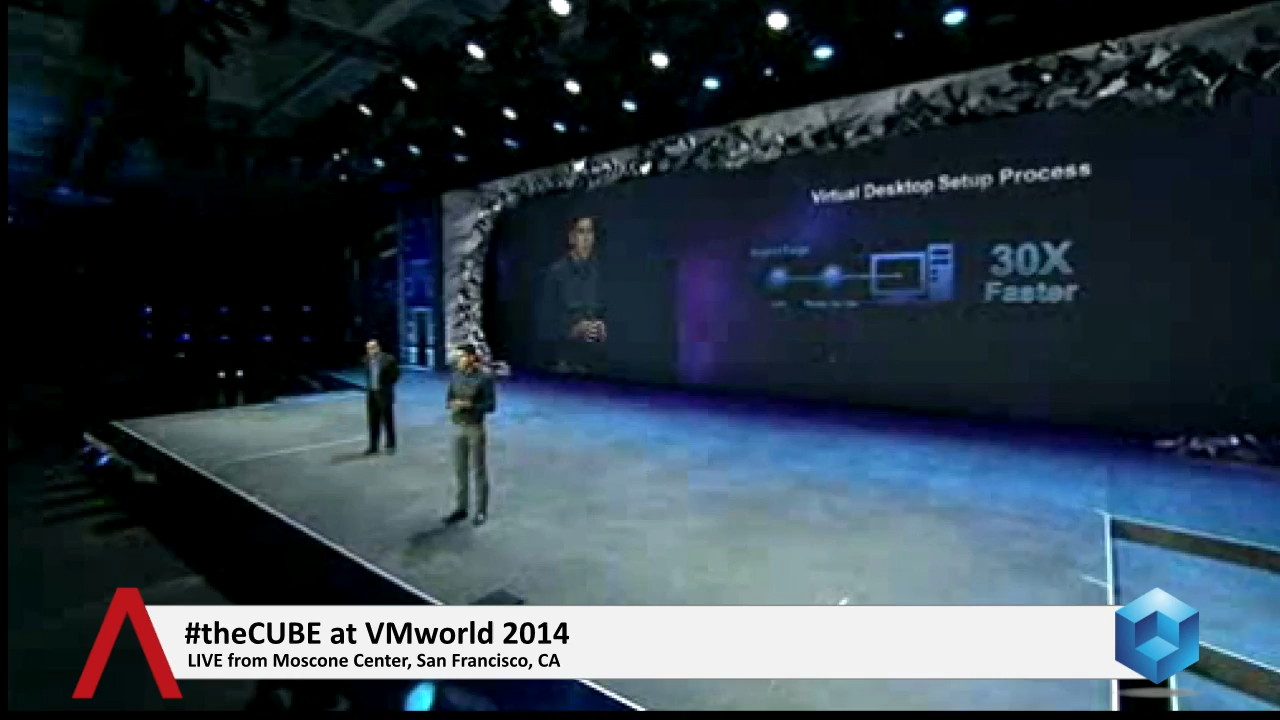 Virtual Desktop Setup Process
30X
Faster
#theCUBE at VMworld 2014
LIVE from Moscone Center, San Francisco, CA